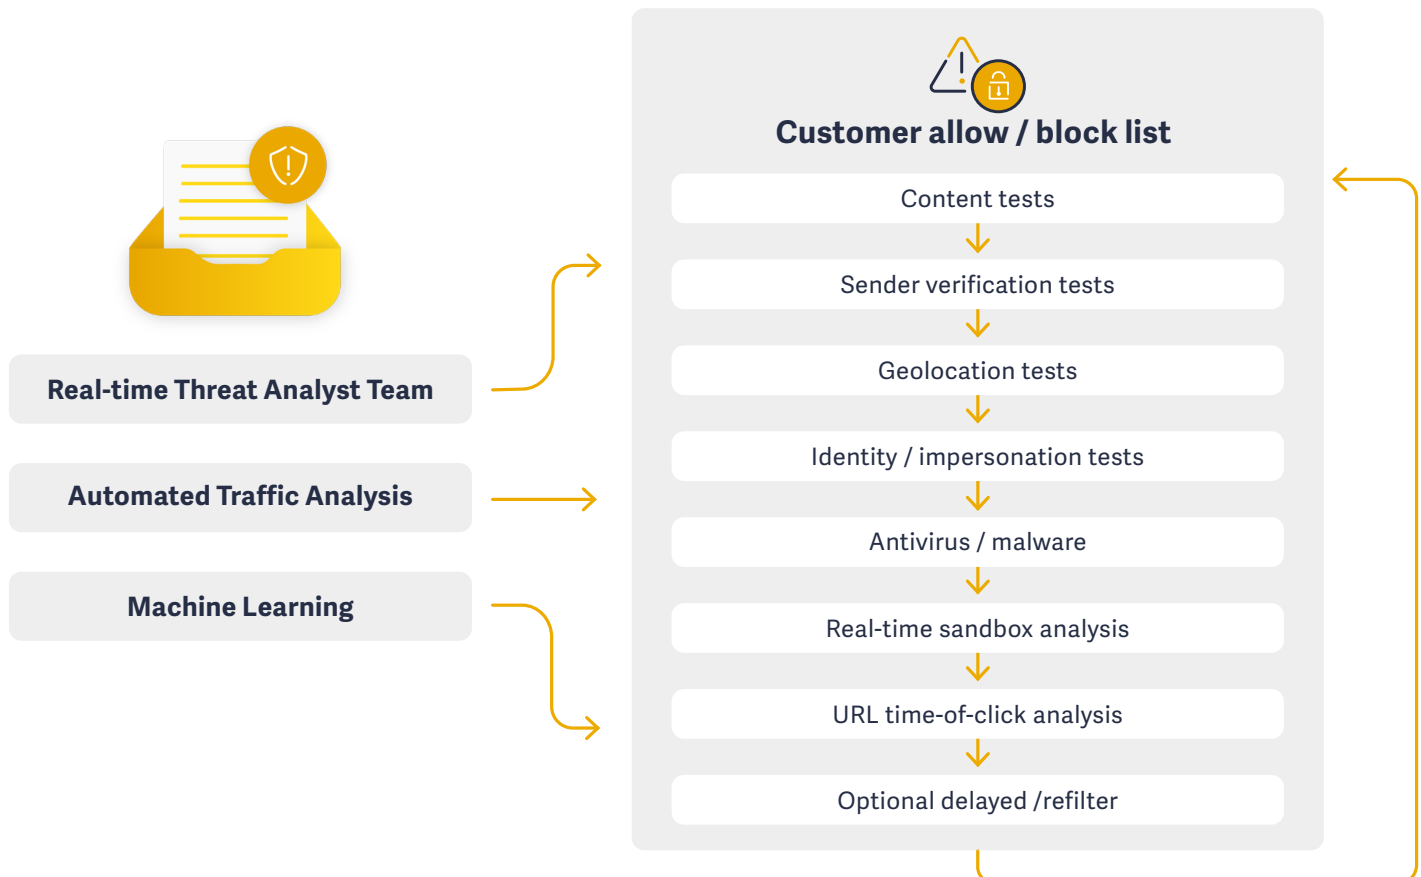 Real-time Threat Analyst Team
Automated Traffic Analysis
Machine Learning
Customer allow / block list
Content tests
Sender verification tests
Geolocation tests
Identity / impersonation tests
Antivirus / malware
Real-time sandbox analysis
URL time-of-click analysis
Optional delayed /refilter